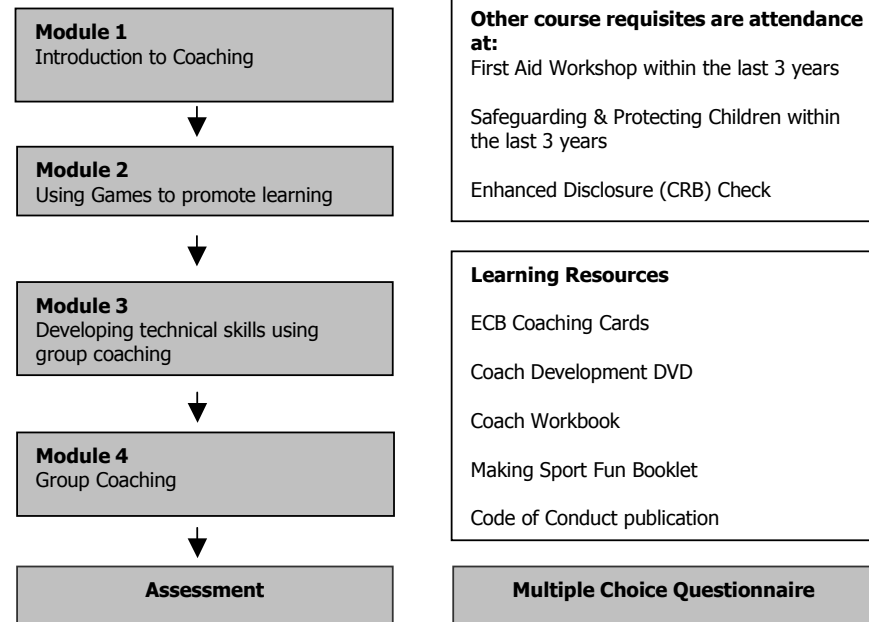 Module 1
Introduction to Coaching
Module 2
Using Games to promote learning
Module 3
Developing technical skills using
group coaching
Module 4
Group Coaching
Assessment
Other course requisites are attendance
at:
First Aid Workshop within the last 3 years
Safeguarding & Protecting Children within
the last 3 years
Enhanced Disclosure (CRB) Check
Learning Resources
ECB Coaching Cards
Coach Development DVD
Coach Workbook
Making Sport Fun Booklet
Code of Conduct publication
Multiple Choice Questionnaire